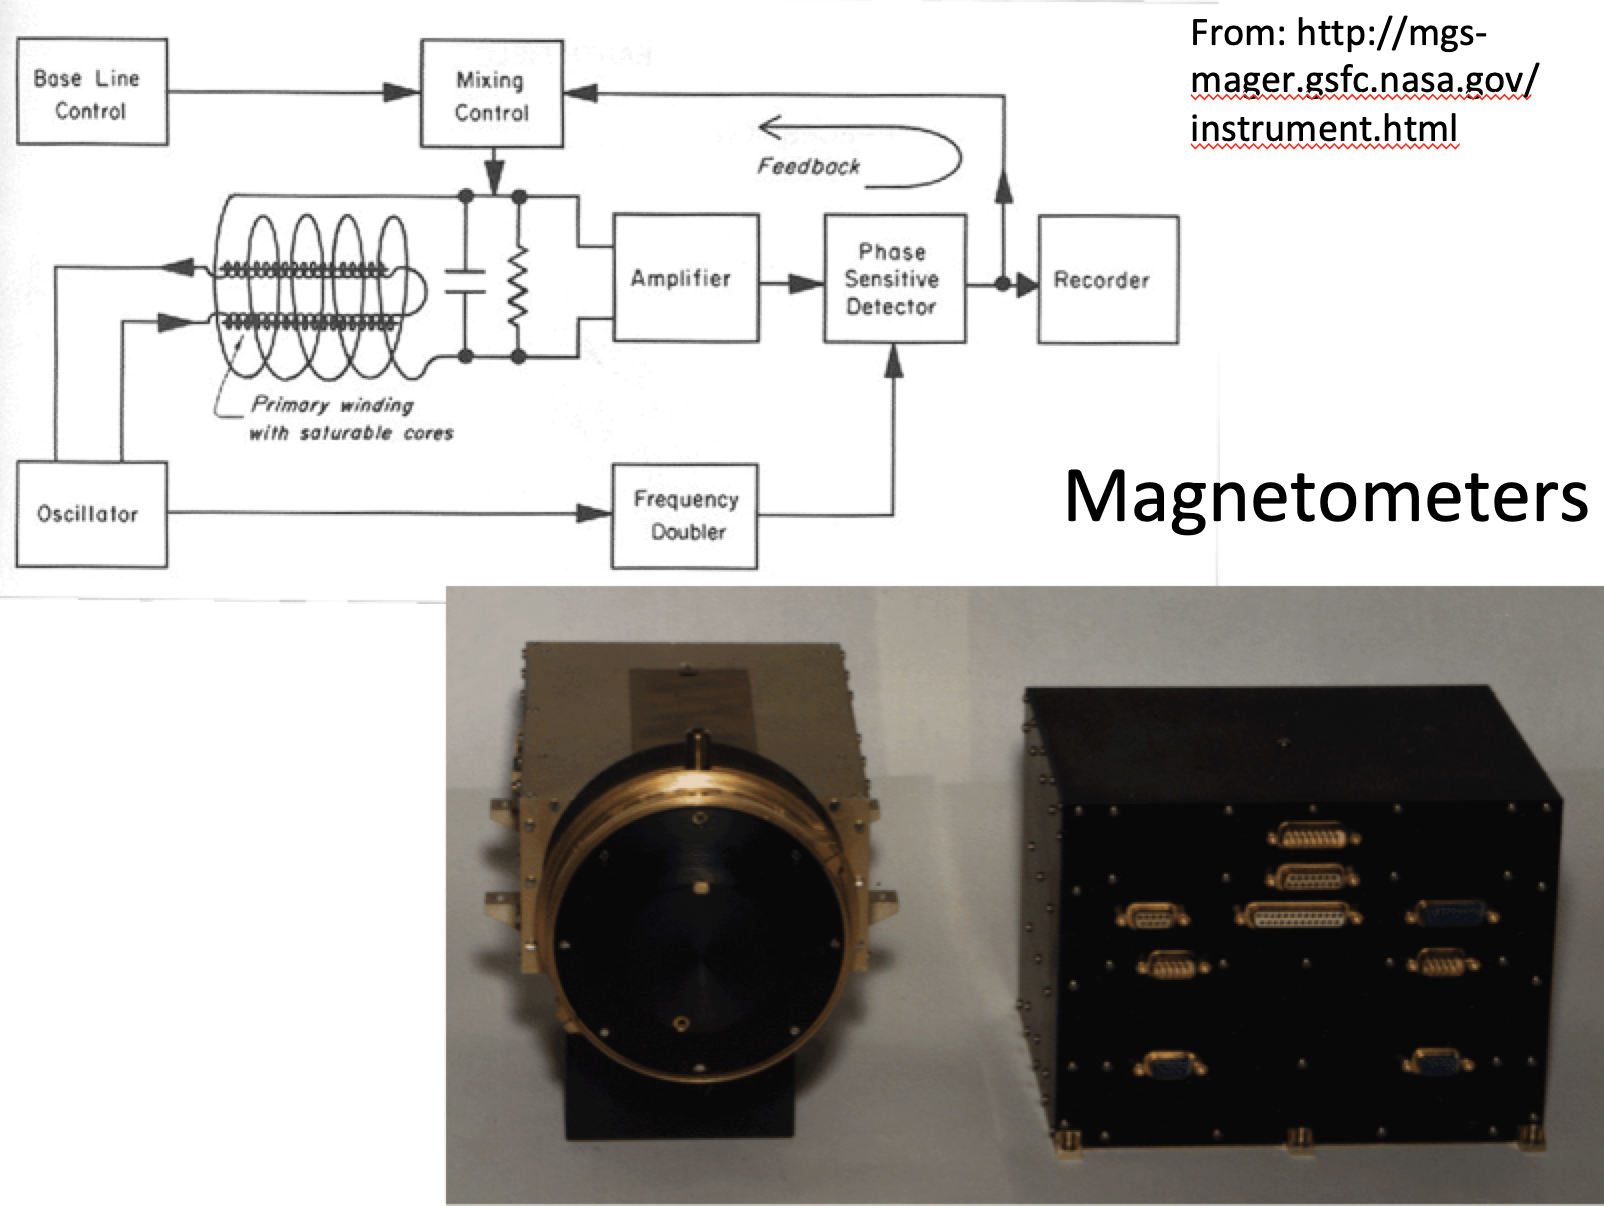 From: http://mgs-
mager.gsfc.nasa.gov/
instrument.html
Base Line
Control
Mixing
Control
Feedback
Amplifier
Phase
Sensitive
Detector
Recorder
Primary winding
with saturable cores
Oscillator
Frequency
Doubler
Magnetometers